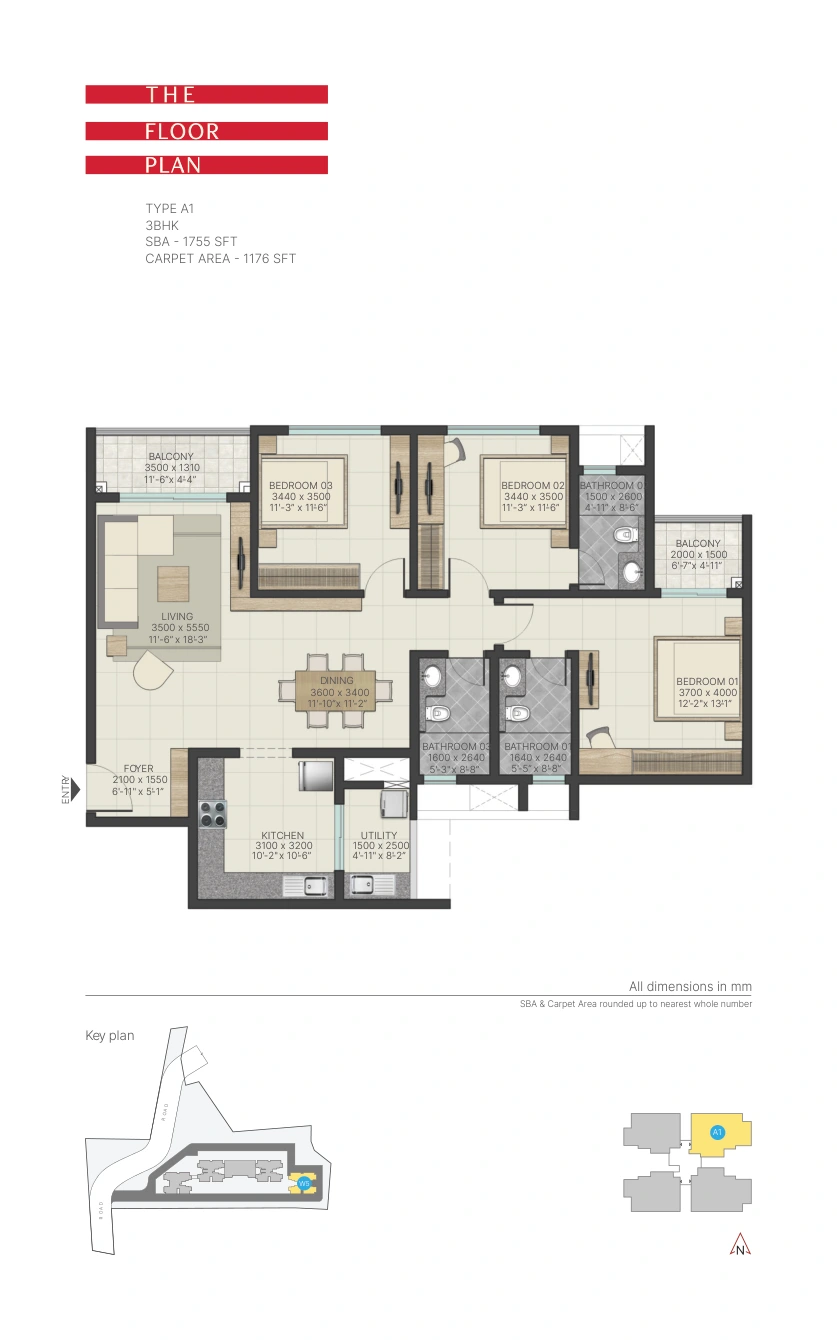 THE
FLOOR
PLAN
TYPE A1
3BHK
SBA - 1755 SFT
CARPET AREA - 1176 SFT
BALCONY
3500 x 1310
11'-6"x 4'-4"
BEDROOM 03
3440 x 3500
11'-3" x 11'-6"
BEDROOM 02
3440 x 3500
11'-3" x 11'-6"
BATHROOM 0
1500 x 2600
4'-11" x 8'-6"
BALCONY
2000 x 1500
6'-7"x 4'-11"
LIVING
3500 x 5550
11'-6" x 18'-3"
DINING
3600 x 3400
11'-10"x 11'-2"
BEDROOM 01
3700 x 4000
12'-2"x 13'-1"
BATHROOM 03
1600 x 2640
5'-3" x 8'-8"
BATHROOM 01
1640 x 2640
5'-5" x 8'-8"
FOYER
2100 x 1550
6'-11" x 5'-1"
ENTRY
KITCHEN
3100 x 3200
10'-2"x 10'-6"
UTILITY
1500 x 2500
4'-11" x 8'-2"
All dimensions in mm
SBA & Carpet Area rounded up to nearest whole number
Key plan
ROAD
ROAD
W5
A1
N